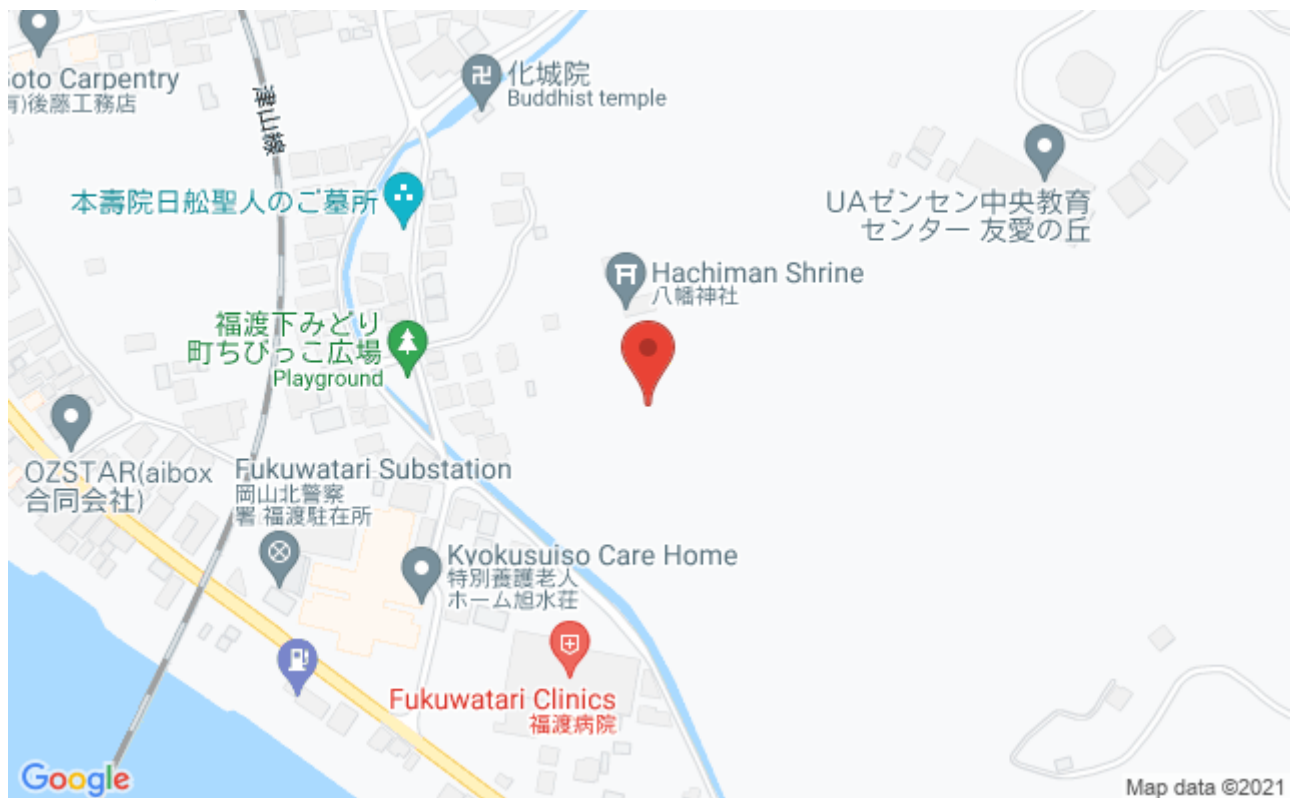 oto Carpentry
有)後藤工務店
津山線
化城院
Buddhist temple
本壽院日舩聖人のご墓所
UAゼンセン中央教育
センター 友愛の丘
Hachiman Shrine
八幡神社
福渡下みどり
町ちびっこ広場
Playground
OZSTAR(aibox
合同会社)
Fukuwatari Substation
岡山北警察
署 福渡駐在所
Kyokusuiso Care Home
特別養護老人
ホーム旭水荘
Fukuwatari Clinics
福渡病院
Google
Map data ©2021